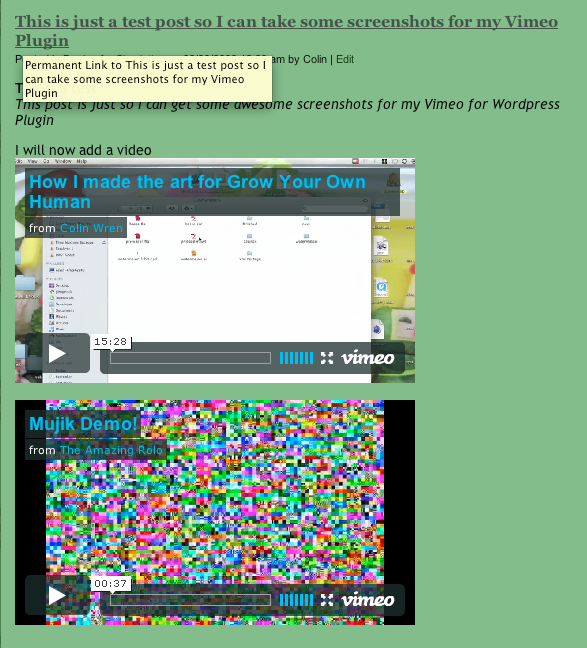 This is just a test post so I can take some screenshots for my Vimeo
Plugin
am by Colin | Edit
Permanent Link to This is just a test post so I
can take some screenshots for my Vimeo
Plugin
This post is just so I can get some awesome screenshots for my Vimeo for Wordpress
Plugin
I will now add a video
View Go Window Help
How I made the art for Grow Your Own
Human
from Colin Wren
15:28
vimeo
Mujik Demo!
from The Amazing Rolo
00:37
vimeo